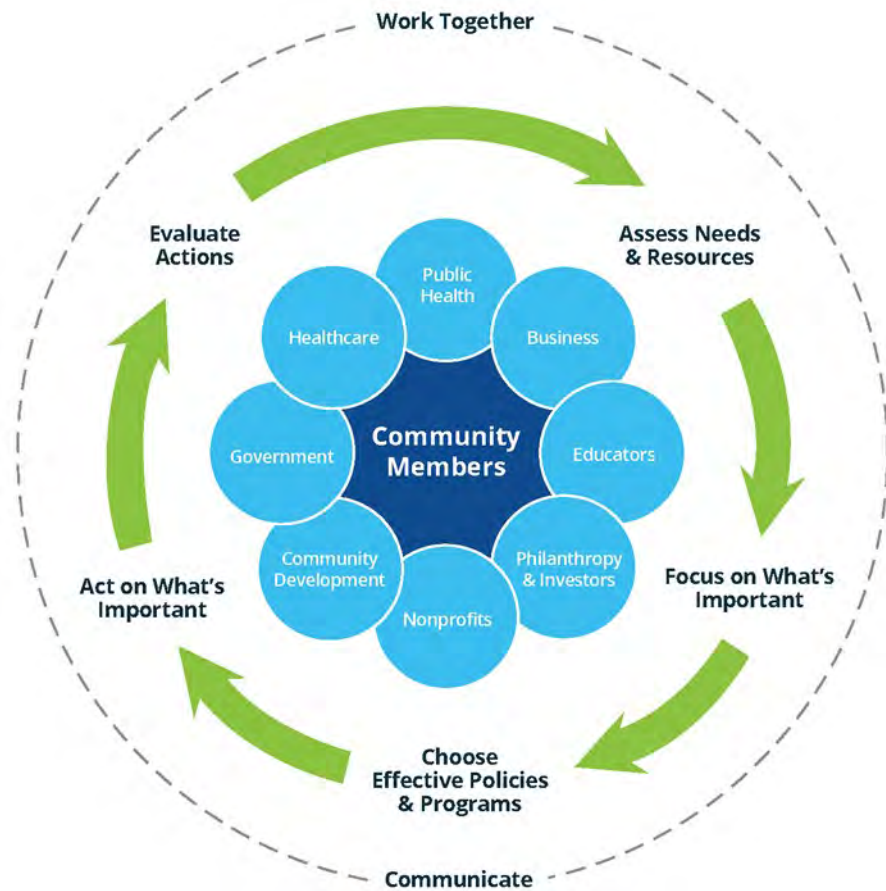 Work Together
Evaluate
Actions
Assess Needs
& Resources
Public
Health
Healthcare
Business
Government
Community
Members
Educators
Community
Development
Philanthropy
& Investors
Nonprofits
Act on What's
Important
Focus on What's
Important
Choose
Effective Policies
& Programs
Communicate